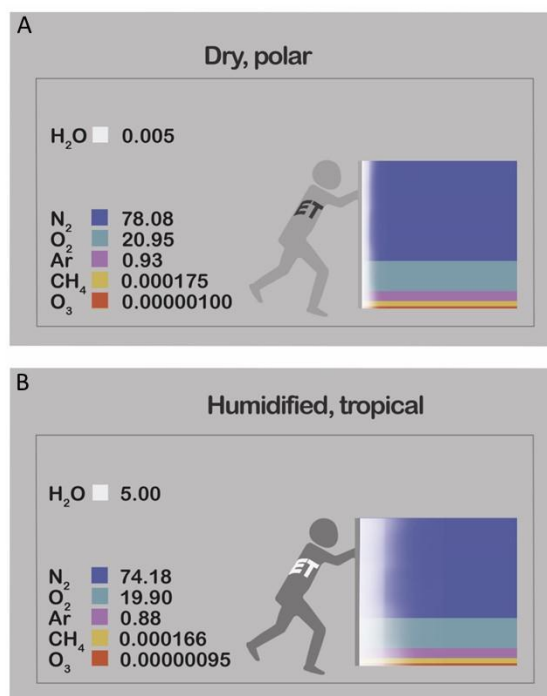 A
Dry, polar
H₂O 0.005
ET
N₂ 78.08
O₂ 20.95
Ar 0.93
CH₄ 0.000175
O₃ 0.00000100
B
Humidified, tropical
H₂O 5.00
ET
N₂ 74.18
O₂ 19.90
Ar 0.88
CH₄ 0.000166
O₃ 0.00000095